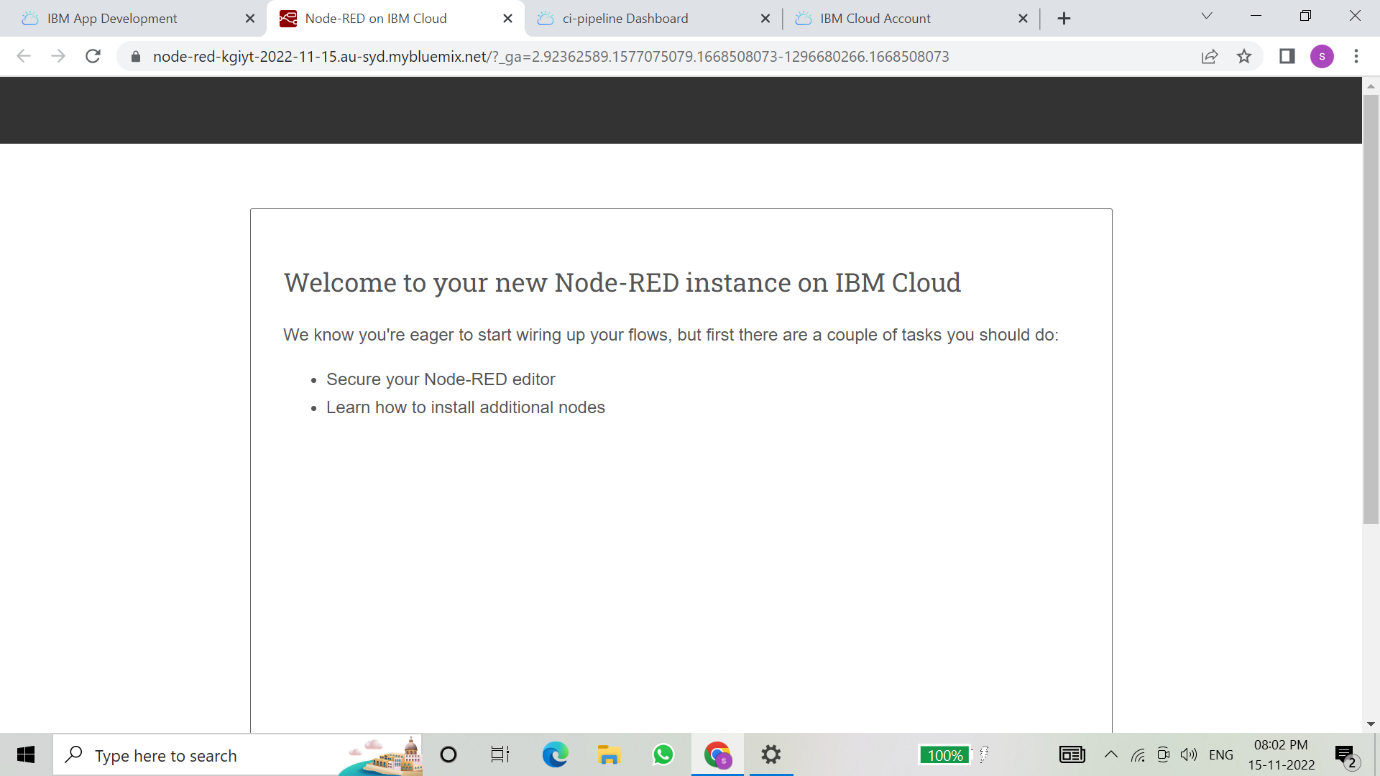 IBM App Development
Node-RED on IBM Cloud
ci-pipeline Dashboard
IBM Cloud Account
node-red-kgiyt-2022-11-15.au-syd.mybluemix.net/?_ga=2.92362589.1577075079.1668508073-1296680266.1668508073
s
Welcome to your new Node-RED instance on IBM Cloud
We know you're eager to start wiring up your flows, but first there are a couple of tasks you should do:
• Secure your Node-RED editor
• Learn how to install additional nodes
Type here to search
s
100%
ENG
08:02 PM
15-11-2022
2